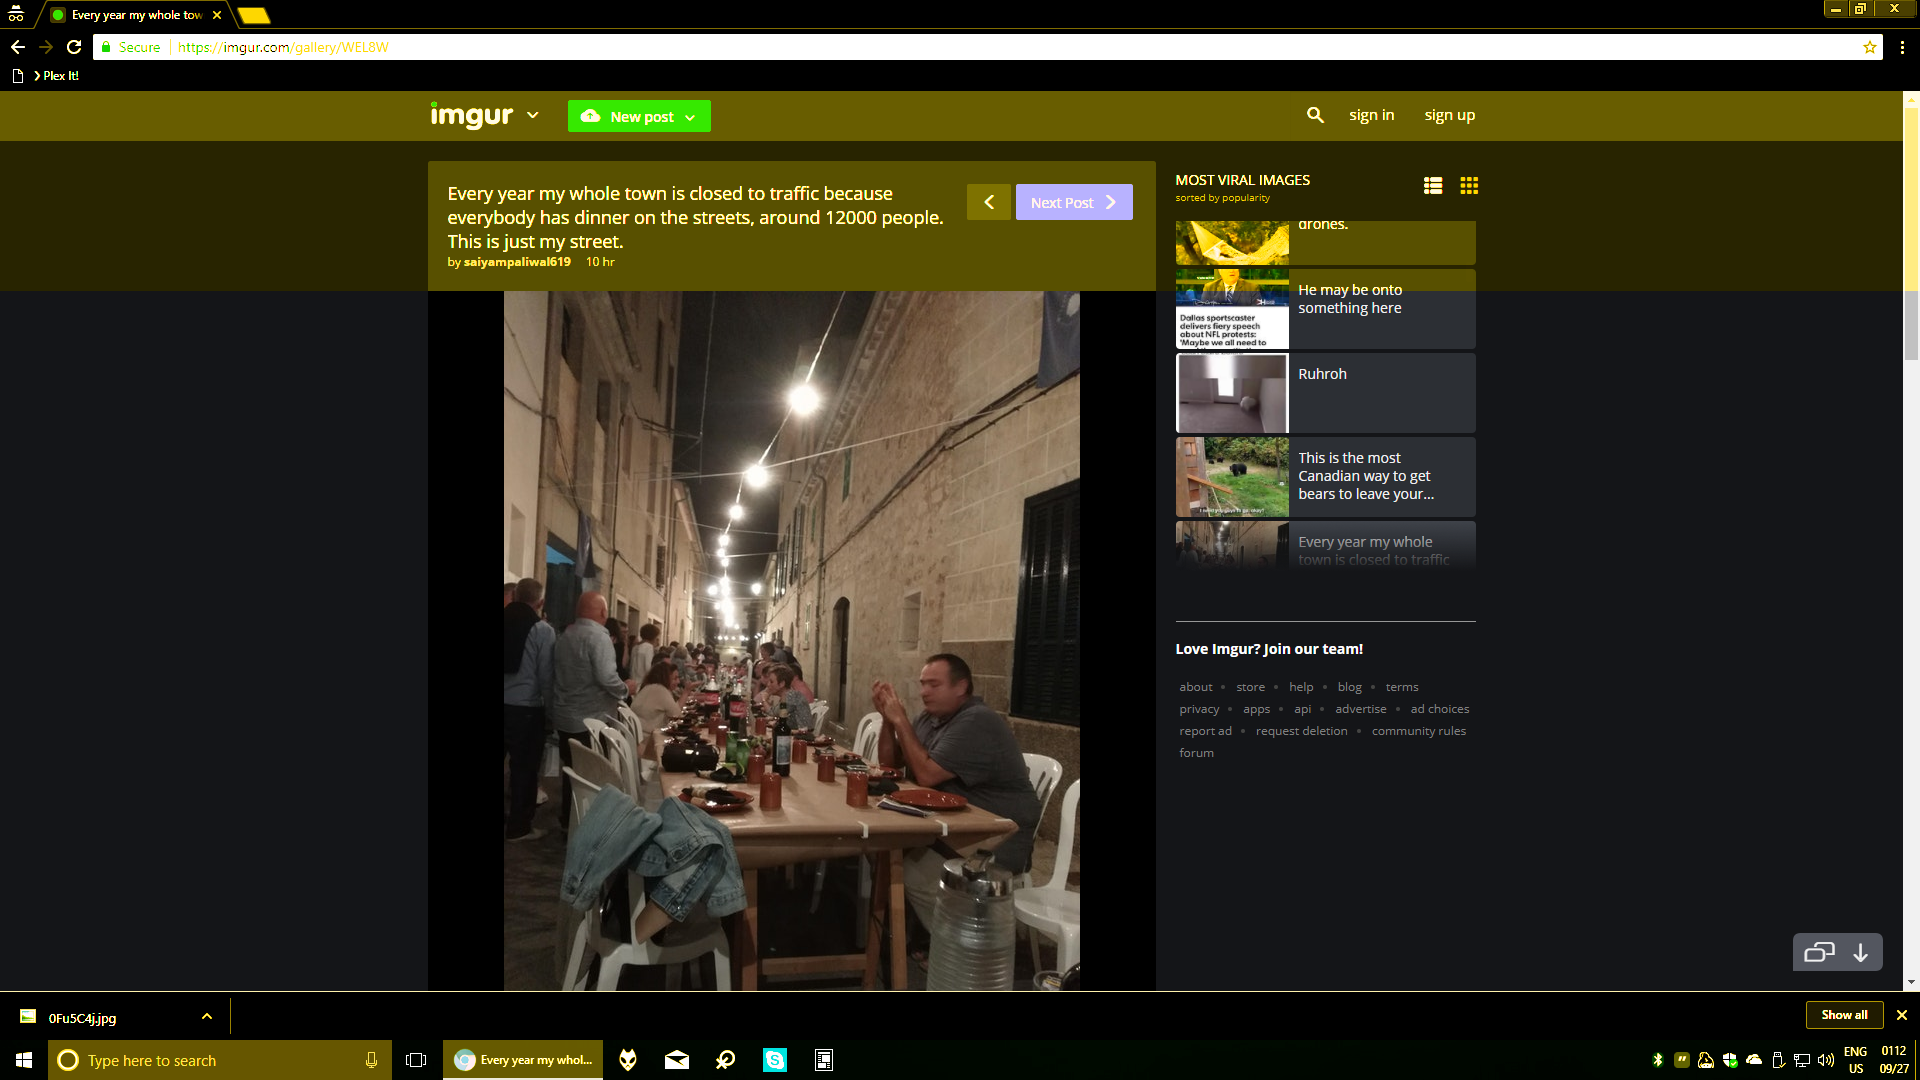 Every year my whole tow
Secure
https://imgur.com/gallery/WEL8W
Plex It!
imgur
New post
sign in
sign up
Every year my whole town is closed to traffic because
everybody has dinner on the streets, around 12000 people.
This is just my street.
by saiyampaliwal619 10 hr
Next Post
MOST VIRAL IMAGES
sorted by popularity
drones.
He may be onto
something here
Dallas sportscaster
delivers fiery speech
about NFL protests:
'Maybe we all need to
Ruhroh
This is the most
Canadian way to get
bears to leave your...
Every year my whole
town is closed to traffic
Love Imgur? Join our team!
about • store • help • blog • terms
privacy • apps • api • advertise • ad choices
report ad • request deletion • community rules
forum
0Fu5C4j.jpg
Show all
Type here to search
Every year my whol...
ENG
US
0112
09/27